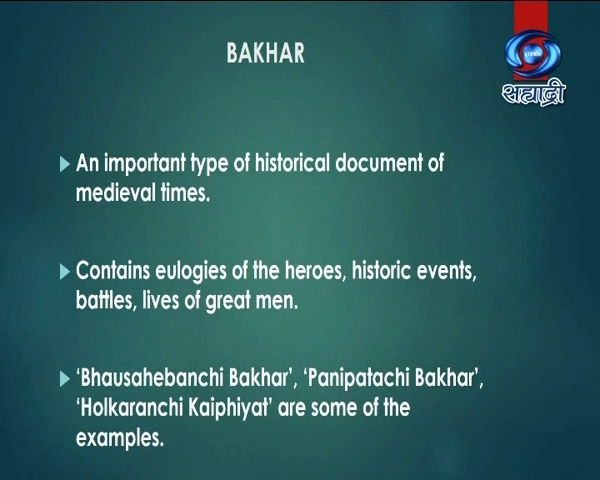 BAKHAR
सह्याद्री
An important type of historical document of
medieval times.
Contains eulogies of the heroes, historic events,
battles, lives of great men.
‘Bhausahebanchi Bakhar’, ‘Panipatachi Bakhar’,
‘Holkaranchi Kaiphiyat’ are some of the
examples.